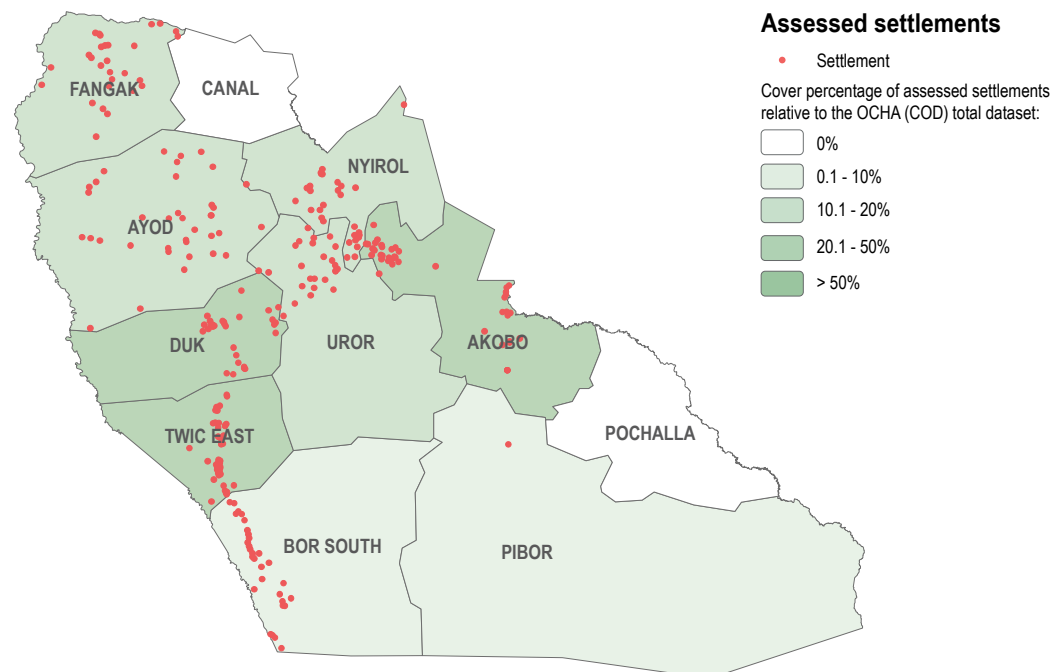 Assessed settlements
Settlement
Cover percentage of assessed settlements
relative to the OCHA (COD) total dataset:
0%
0.1 - 10%
10.1 - 20%
20.1 - 50%
> 50%
FANGAK
CANAL
NYIROL
AYOD
DUK
UROR
AKOBO
TWIC EAST
POCHALLA
BOR SOUTH
PIBOR